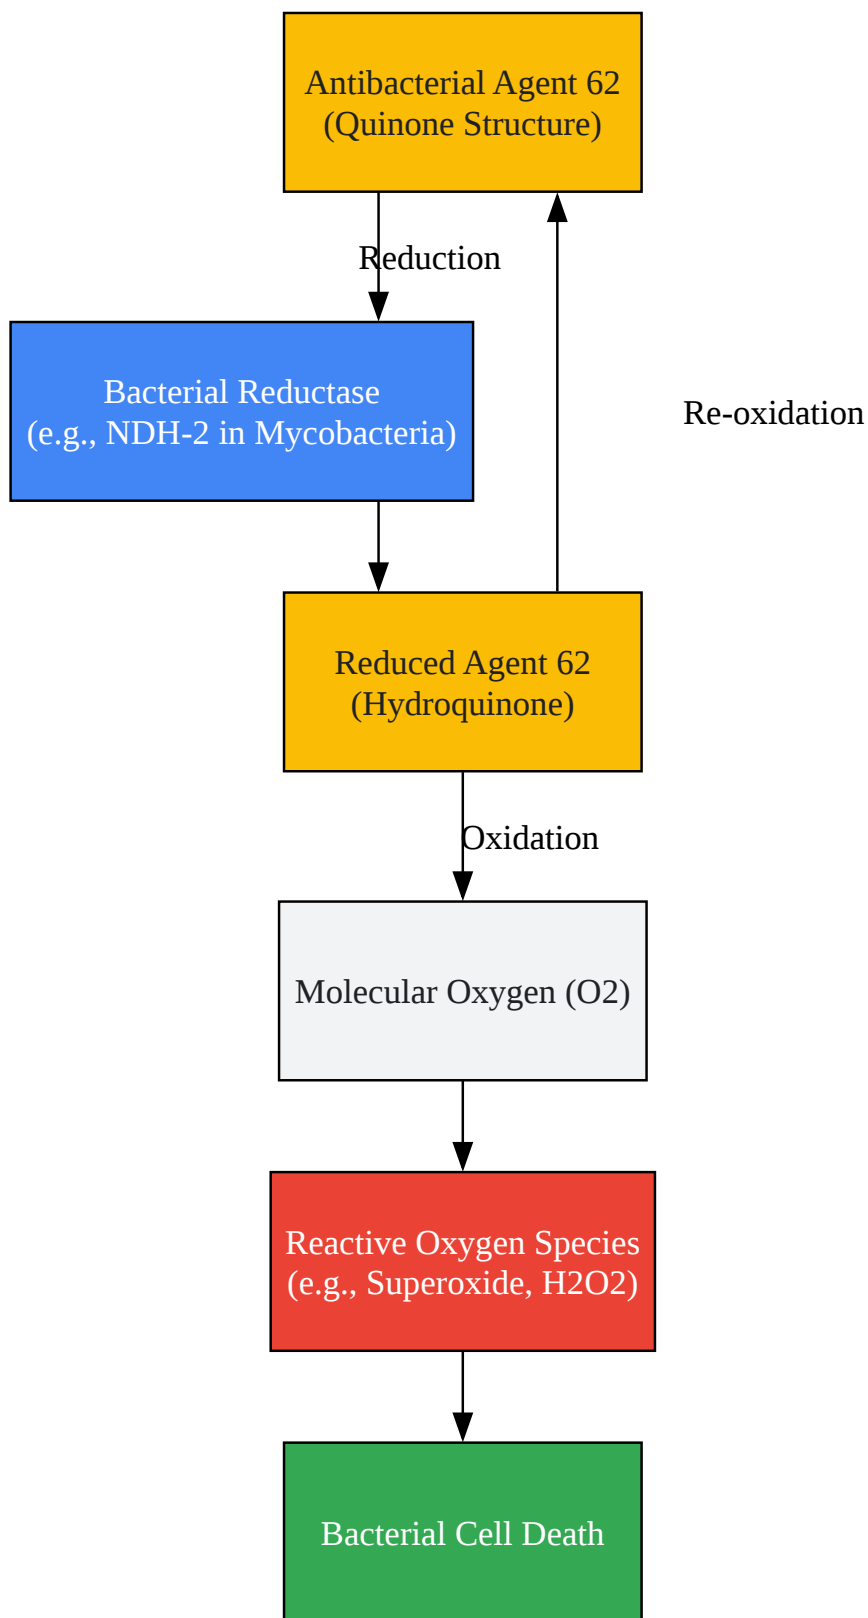 Antibacterial Agent 62
(Quinone Structure)
Reduction
Bacterial Reductase
(e.g., NDH-2 in Mycobacteria)
Re-oxidation
Reduced Agent 62
(Hydroquinone)
Oxidation
Molecular Oxygen (O2)
Reactive Oxygen Species
(e.g., Superoxide, H2O2)
Bacterial Cell Death